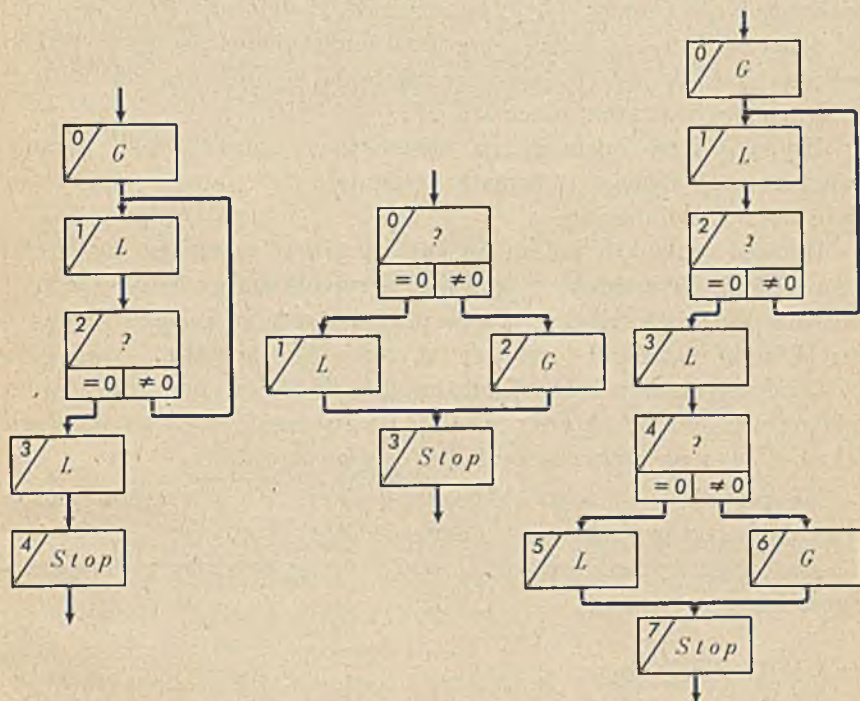 0 G
1 L
2 ?
= 0 ≠ 0
3 L
4 Stop
0 ?
= 0 ≠ 0
1 L
2 G
3 Stop
0 G
1 L
2 ?
= 0 ≠ 0
3 L
4 ?
= 0 ≠ 0
5 L
6 G
7 Stop